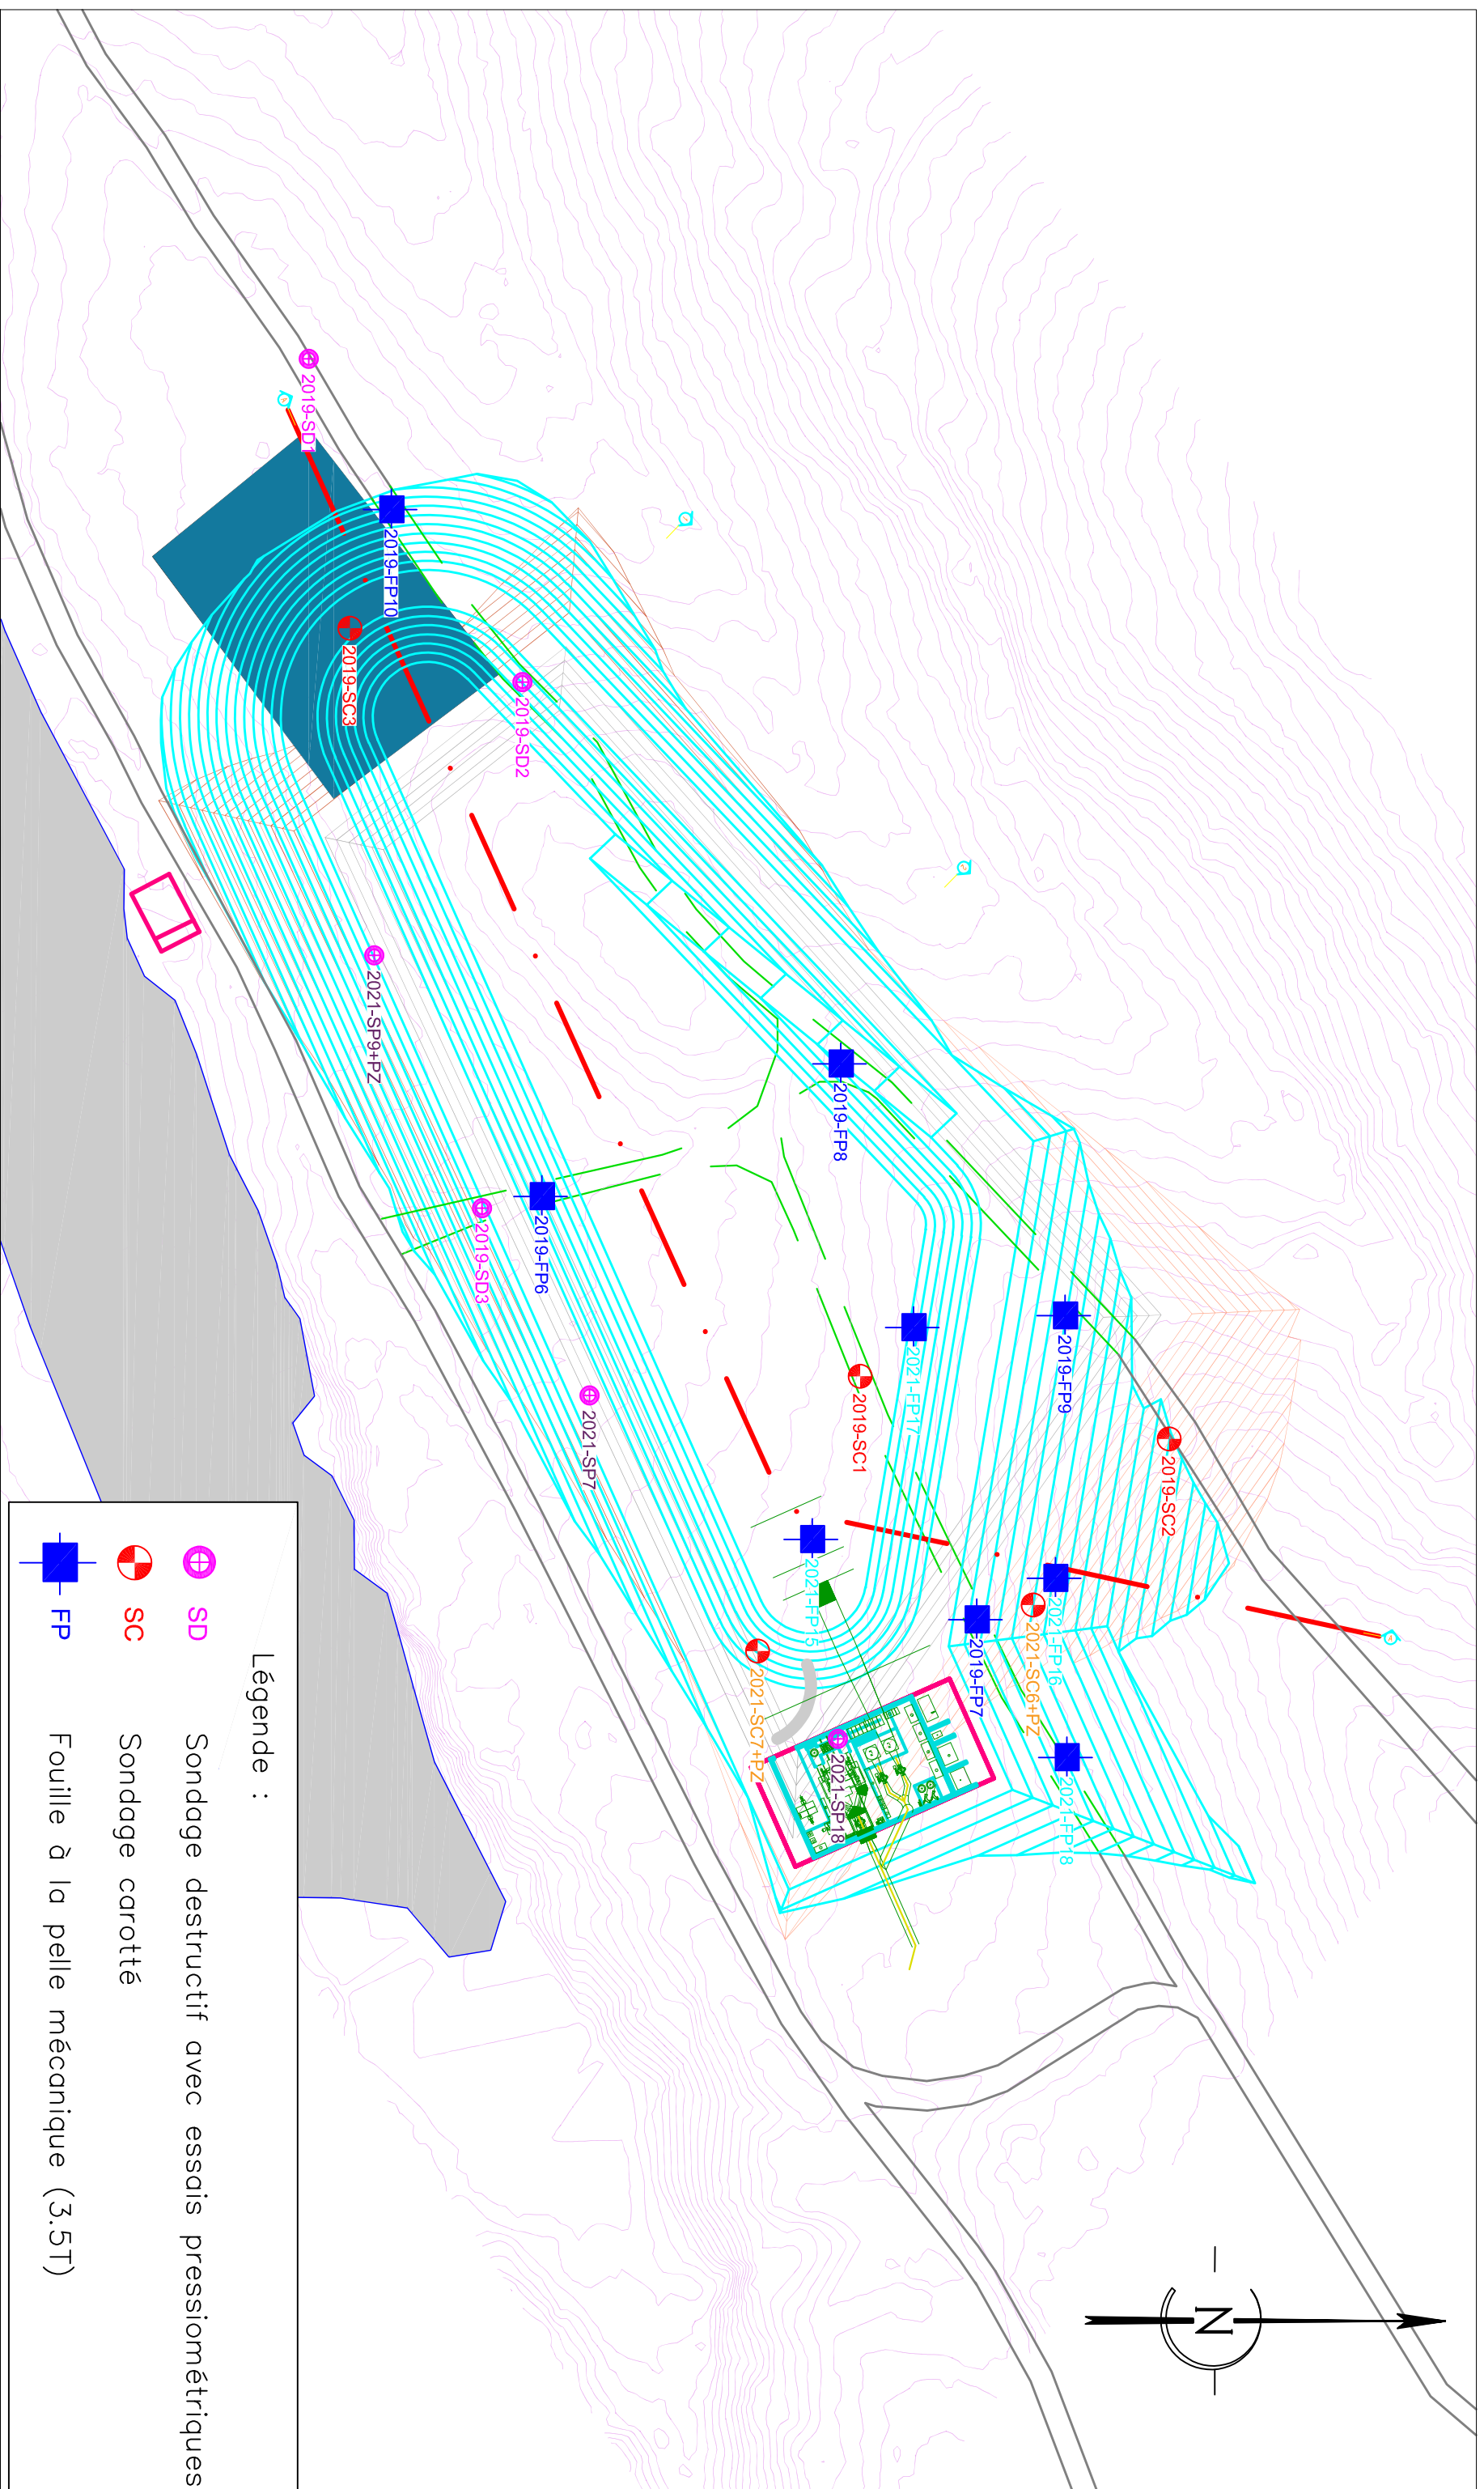 2019-SC2
2019-FP9
2021-FP16
2021-SC6+PZ
2021-FP18
2019-FP7
2021-FP17
2019-SC1
2019-FP8
2021-FP15
2021-SP18
2021-SC7+PZ
2021-SP7
2019-FP6
2019-SD2
2019-SD3
2019-FP10
2021-SP9+PZ
2019-SC3
2019-SD1
N
Légende :
SD Sondage destructif avec essais pressiométriques
SC Sondage carotté
FP Fouille à la pelle mécanique (3.5T)